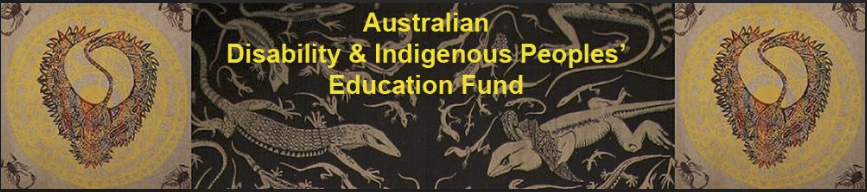 Australian
Disability & Indigenous Peoples’
Education Fund